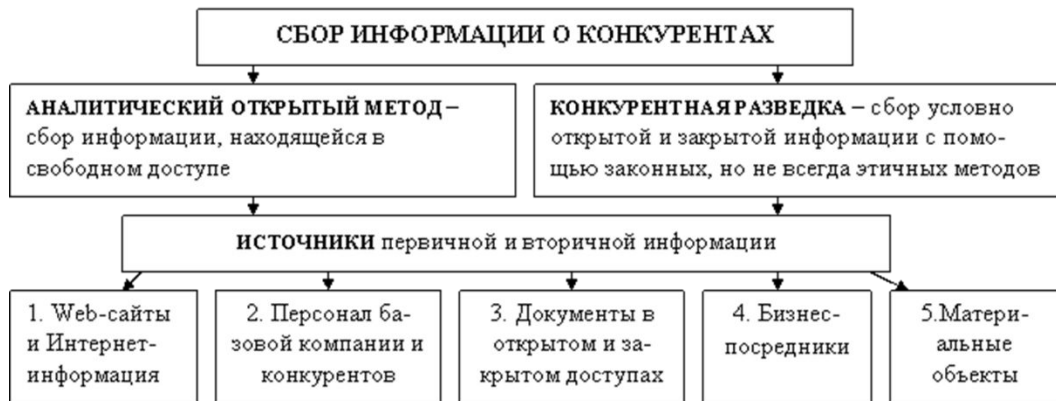 СБОР ИНФОРМАЦИИ О КОНКУРЕНТАХ
АНАЛИТИЧЕСКИЙ ОТКРЫТЫЙ МЕТОД –
сбор информации, находящейся в
свободном доступе
КОНКУРЕНТНАЯ РАЗВЕДКА – сбор условно
открытой и закрытой информации с помо-
щью законных, но не всегда этичных методов
ИСТОЧНИКИ первичной и вторичной информации
1. Web-сайты
и Интернет-
информация
2. Персонал ба-
зовой компании и
конкурентов
3. Документы в
открытом и за-
крытом доступах
4. Бизнес-
посредники
5.Матери-
альные
объекты